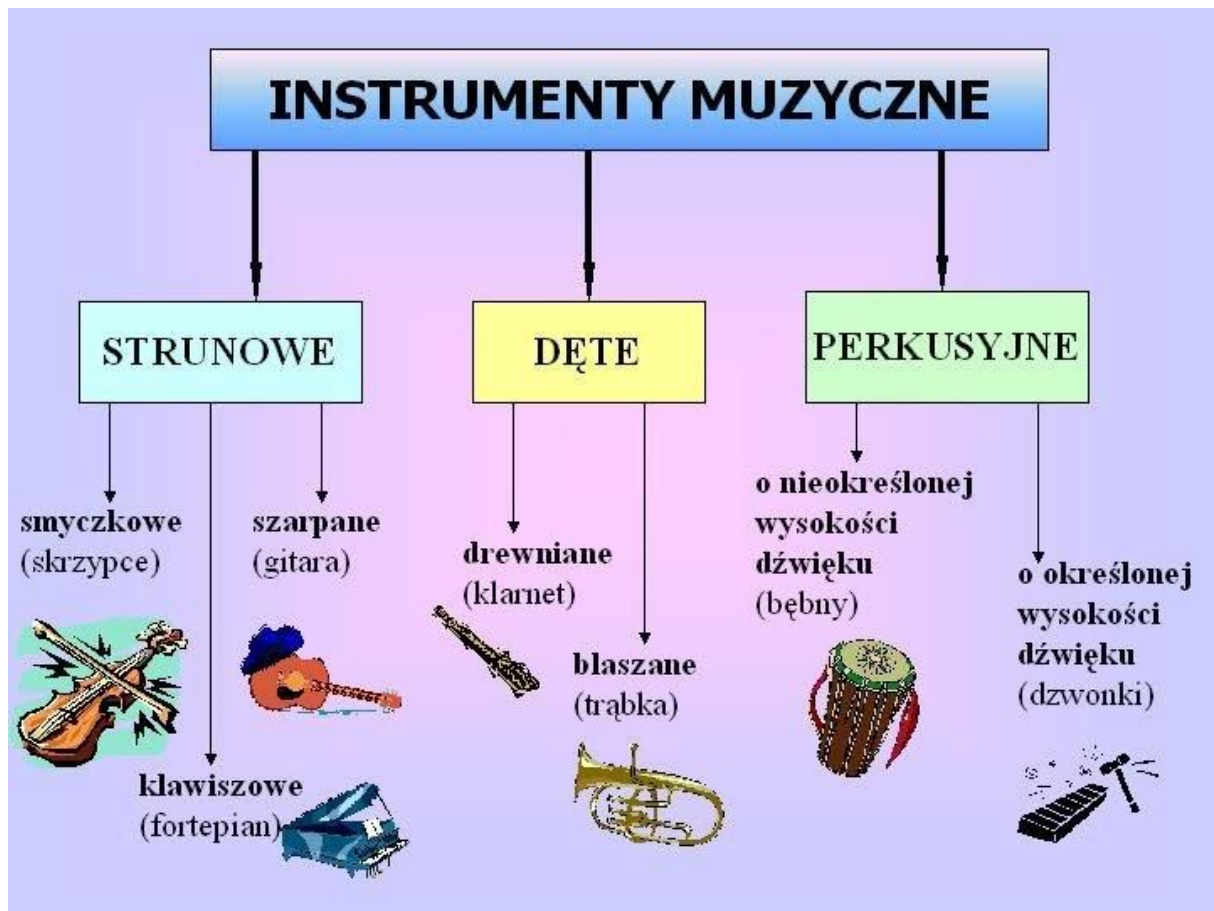 INSTRUMENTY MUZYCZNE
STRUNOWE
DĘTE
PERKUSYJNE
smyczkowe
(skrzypce)
szarpane
(gitara)
klawiszowe
(fortepian)
drewniane
(klarnet)
blaszane
(trąbka)
o nieokreślonej
wysokości
dźwięku
(bębny)
o określonej
wysokości
dźwięku
(dzwonki)